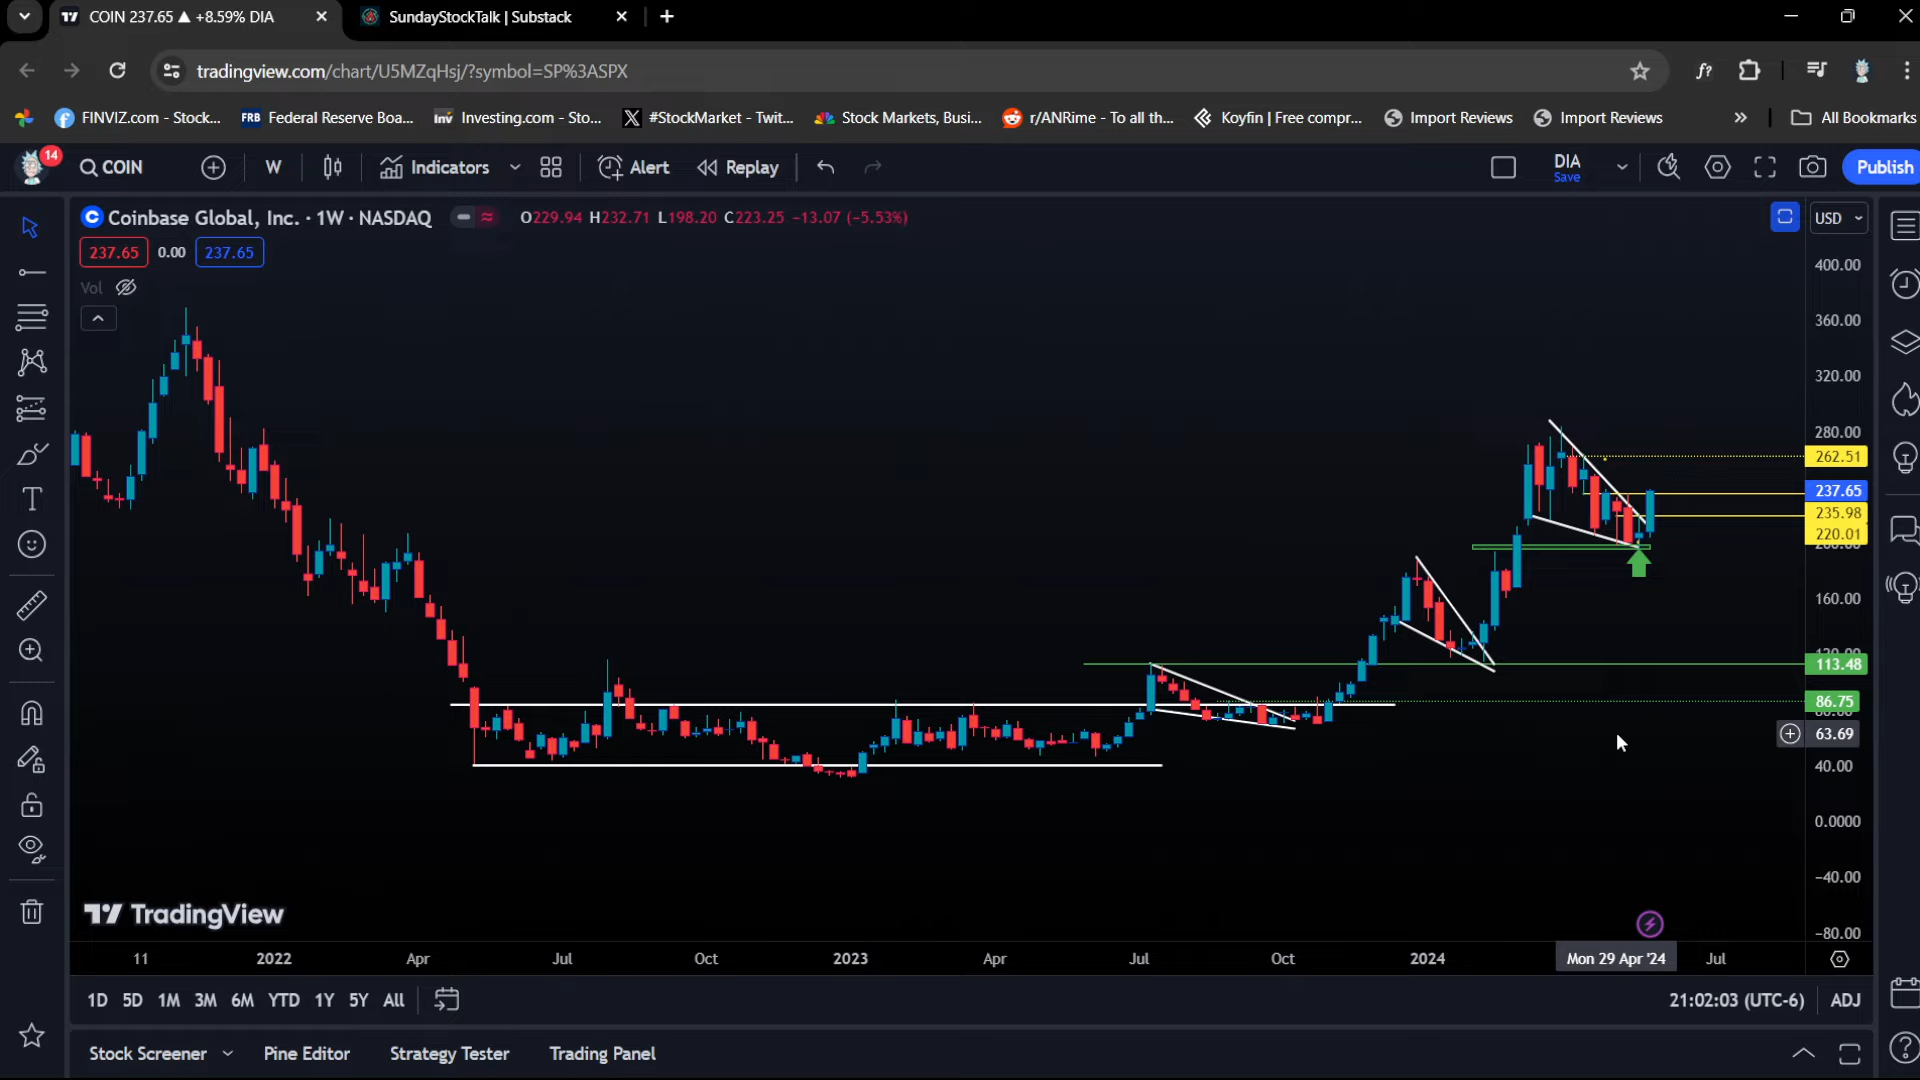 COIN 237.65 ▲ +8.59% DIA
SundayStockTalk | Substack
tradingview.com/chart/U5MZqHsj/?symbol=SP%3ASPX
f?
FINVIZ.com - Stock...
FRB Federal Reserve Boa...
Inv Investing.com - Sto...
#StockMarket - Twit...
Stock Markets, Busi...
r/ANRime - To all th...
Koyfin | Free compr...
Import Reviews
Import Reviews
»
All Bookmarks
14
COIN
W
Indicators
Alert
Replay
DIA
Save
Publish
Coinbase Global, Inc. · 1W · NASDAQ
O229.94 H232.71 L198.20 C223.25 −13.07 (−5.53%)
USD
237.65
0.00
237.65
Vol
400.00
360.00
320.00
280.00
262.51
237.65
235.98
220.01
160.00
113.48
86.75
63.69
40.00
0.0000
−40.00
−80.00
TradingView
11
2022
Apr
Jul
Oct
2023
Apr
Jul
Oct
2024
Mon 29 Apr '24
Jul
1D
5D
1M
3M
6M
YTD
1Y
5Y
All
21:02:03 (UTC-6)
ADJ
Stock Screener
Pine Editor
Strategy Tester
Trading Panel